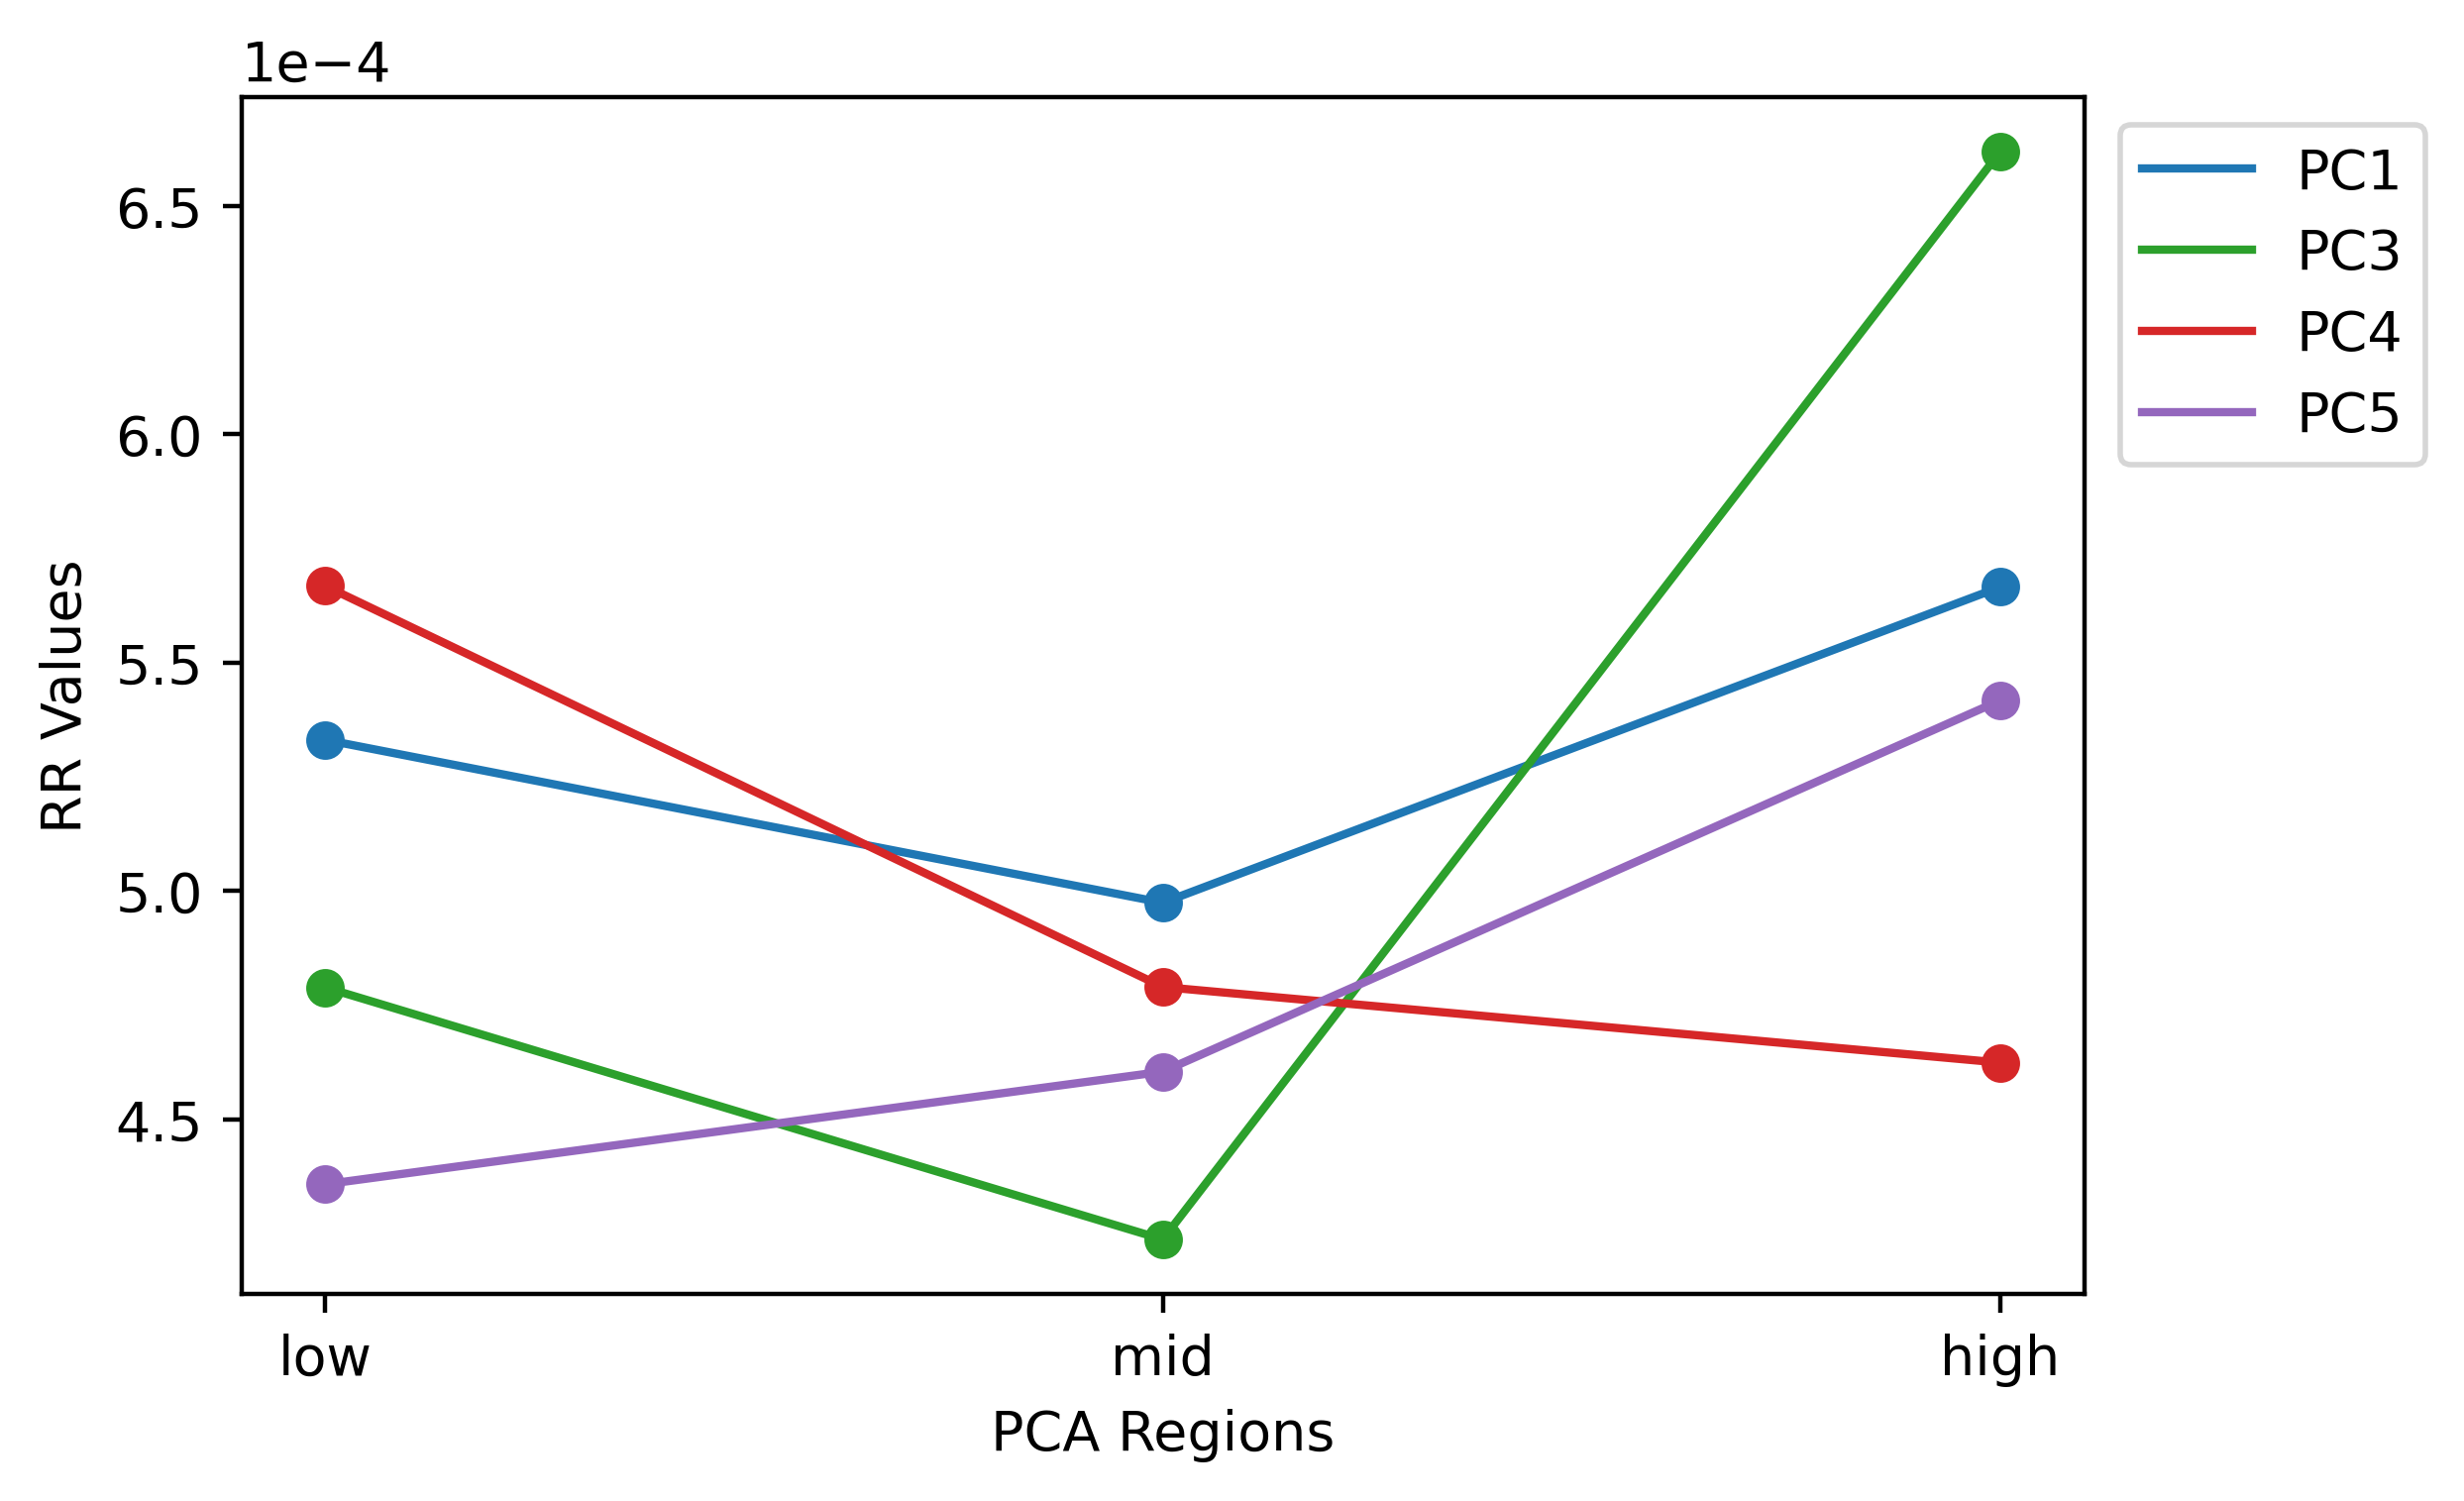 1e−4
6.5
6.0
5.5
5.0
4.5
RR Values
low
mid
high
PCA Regions
PC1
PC3
PC4
PC5